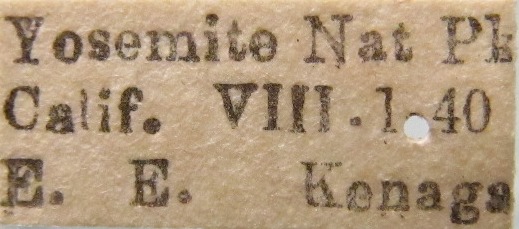 Yosemite Nat Pk
Calif. VIII.1.40
E. E. Kenaga